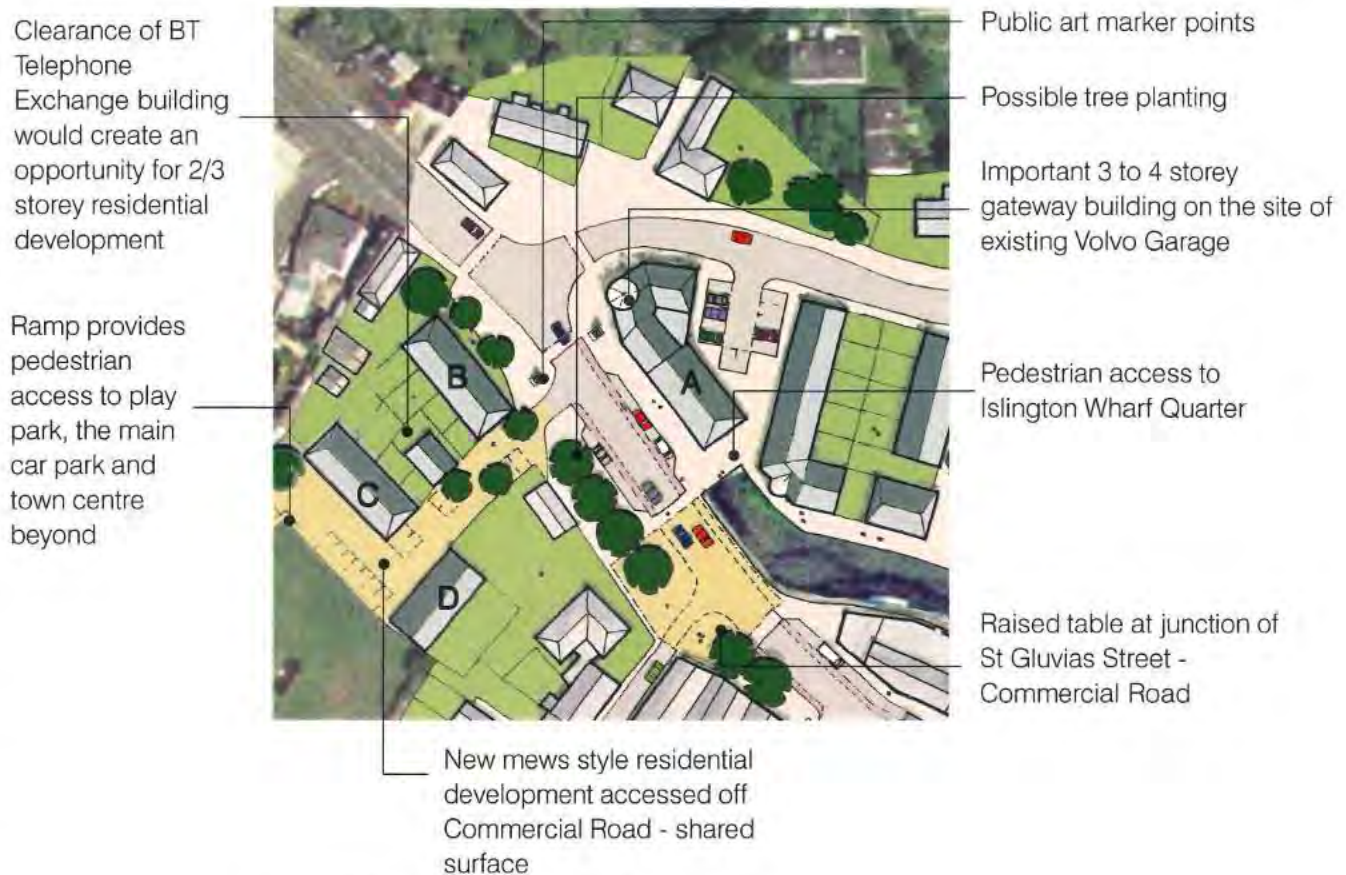 Clearance of BT
Telephone
Exchange building
would create an
opportunity for 2/3
storey residential
development
Ramp provides
pedestrian
access to play
park, the main
car park and
town centre
beyond
Public art marker points
Possible tree planting
Important 3 to 4 storey
gateway building on the site of
existing Volvo Garage
Pedestrian access to
Islington Wharf Quarter
Raised table at junction of
St Gluvias Street -
Commercial Road
New mews style residential
development accessed off
Commercial Road - shared
surface
A
B
C
D